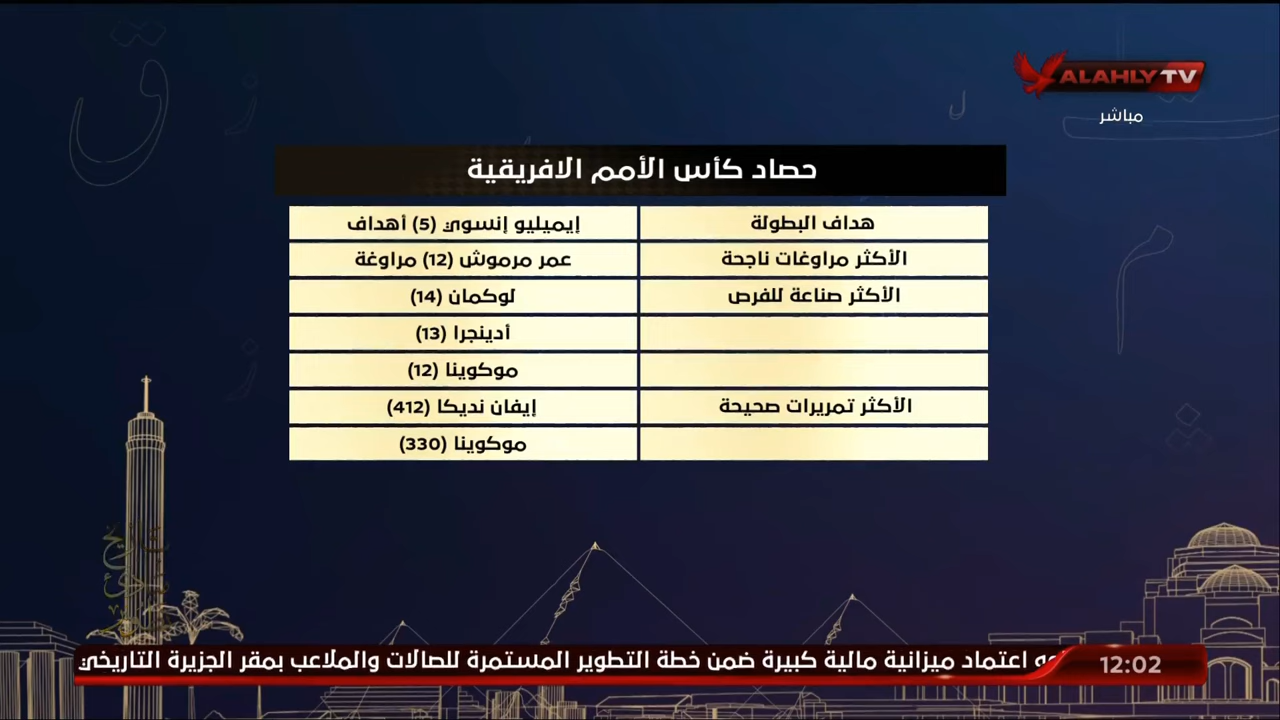 ALAHLY TV
مباشر
حصاد كأس الأمم الافريقية
هداف البطولة إيميليو إنسوي (5) أهداف
الأكثر مراوغات ناجحة عمر مرموش (12) مراوغة
الأكثر صناعة للفرص لوكمان (14)
أدينجرا (13)
موكوينا (12)
الأكثر تمريرات صحيحة إيفان نديكا (412)
موكوينا (330)
12:02
اعتماد ميزانية مالية كبيرة ضمن خطة التطوير المستمرة للصالات والملاعب بمقر الجزيرة التاريخي